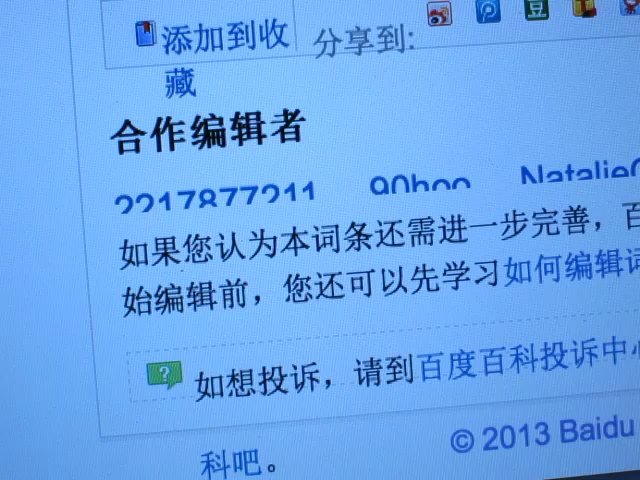 添加到收藏 分享到:
合作编辑者
如果您认为本词条还需进一步完善，百
始编辑前，您还可以先学习如何编辑词
如想投诉，请到百度百科投诉中心
科吧。
© 2013 Baidu